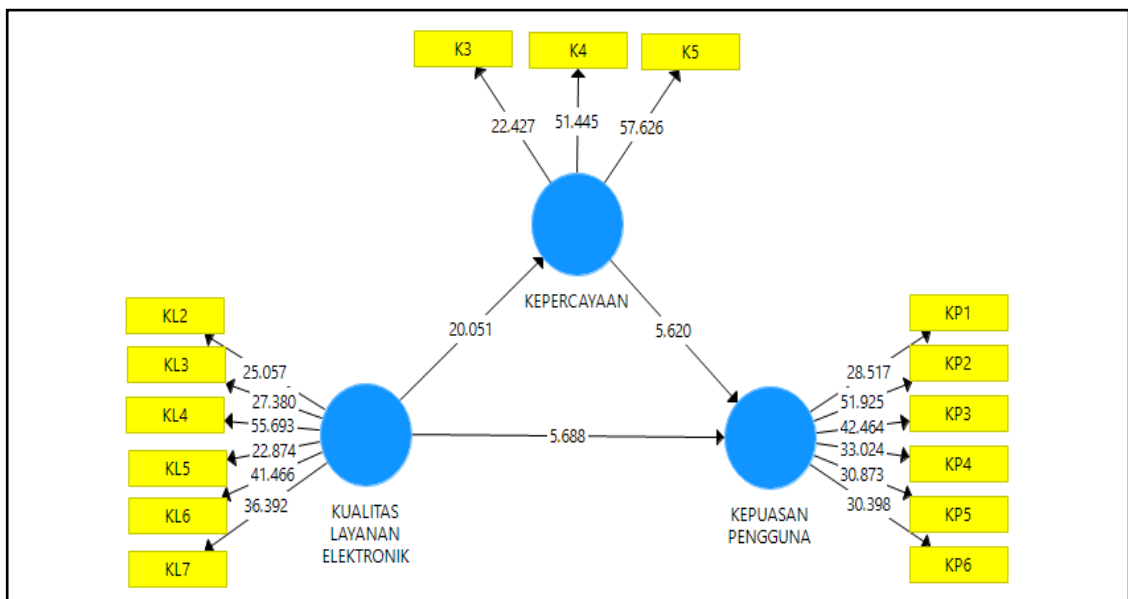 K3
K4
K5
22.427
51.445
57.626
KEPERCAYAAN
20.051
5.620
5.688
KL2
KL3
KL4
KL5
KL6
KL7
25.057
27.380
55.693
22.874
41.466
36.392
KUALITAS
LAYANAN
ELEKTRONIK
28.517
51.925
42.464
33.024
30.873
30.398
KP1
KP2
KP3
KP4
KP5
KP6
KEPUASAN
PENGGUNA